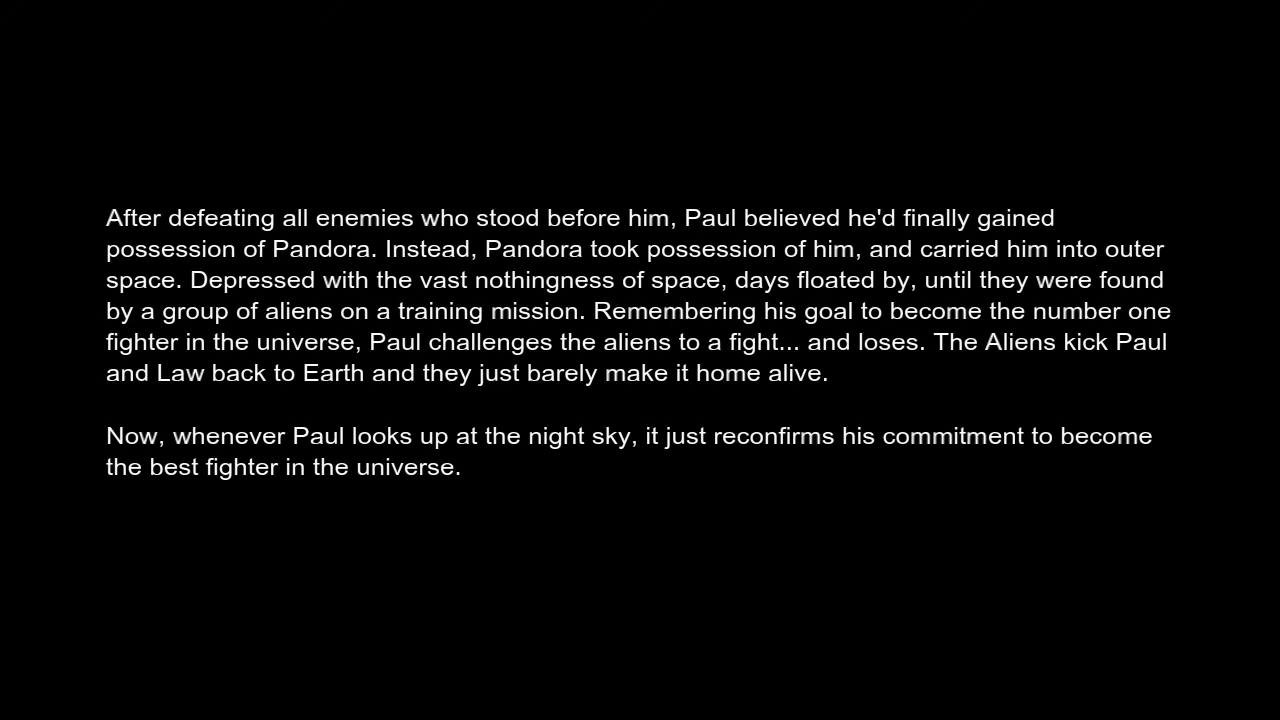 After defeating all enemies who stood before him, Paul believed he'd finally gained
possession of Pandora. Instead, Pandora took possession of him, and carried him into outer
space. Depressed with the vast nothingness of space, days floated by, until they were found
by a group of aliens on a training mission. Remembering his goal to become the number one
fighter in the universe, Paul challenges the aliens to a fight... and loses. The Aliens kick Paul
and Law back to Earth and they just barely make it home alive.
Now, whenever Paul looks up at the night sky, it just reconfirms his commitment to become
the best fighter in the universe.